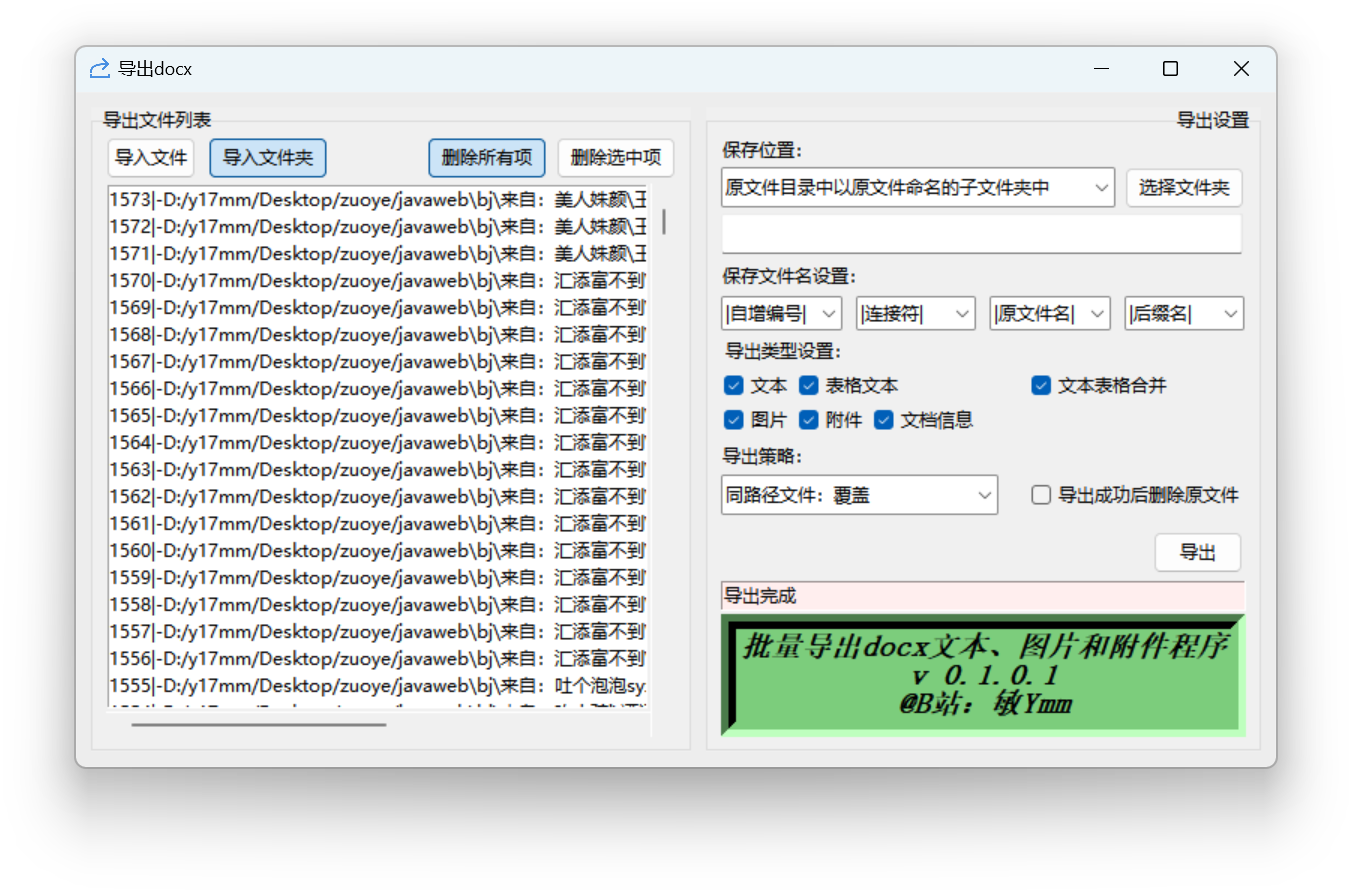 导出docx
导出文件列表
导入文件 导入文件夹 删除所有项 删除选中项
1573|-D:/y17mm/Desktop/zuoye/javaweb\bj\来自：美人姝颜\王
1572|-D:/y17mm/Desktop/zuoye/javaweb\bj\来自：美人姝颜\王
1571|-D:/y17mm/Desktop/zuoye/javaweb\bj\来自：美人姝颜\王
1570|-D:/y17mm/Desktop/zuoye/javaweb\bj\来自：汇添富不到
1569|-D:/y17mm/Desktop/zuoye/javaweb\bj\来自：汇添富不到
1568|-D:/y17mm/Desktop/zuoye/javaweb\bj\来自：汇添富不到
1567|-D:/y17mm/Desktop/zuoye/javaweb\bj\来自：汇添富不到
1566|-D:/y17mm/Desktop/zuoye/javaweb\bj\来自：汇添富不到
1565|-D:/y17mm/Desktop/zuoye/javaweb\bj\来自：汇添富不到
1564|-D:/y17mm/Desktop/zuoye/javaweb\bj\来自：汇添富不到
1563|-D:/y17mm/Desktop/zuoye/javaweb\bj\来自：汇添富不到
1562|-D:/y17mm/Desktop/zuoye/javaweb\bj\来自：汇添富不到
1561|-D:/y17mm/Desktop/zuoye/javaweb\bj\来自：汇添富不到
1560|-D:/y17mm/Desktop/zuoye/javaweb\bj\来自：汇添富不到
1559|-D:/y17mm/Desktop/zuoye/javaweb\bj\来自：汇添富不到
1558|-D:/y17mm/Desktop/zuoye/javaweb\bj\来自：汇添富不到
1557|-D:/y17mm/Desktop/zuoye/javaweb\bj\来自：汇添富不到
1556|-D:/y17mm/Desktop/zuoye/javaweb\bj\来自：汇添富不到
1555|-D:/y17mm/Desktop/zuoye/javaweb\bj\来自：吐个泡泡sy
导出设置
保存位置:
原文件目录中以原文件命名的子文件夹中 选择文件夹
保存文件名设置:
|自增编号| |连接符| |原文件名| |后缀名|
导出类型设置:
文本 表格文本 文本表格合并
图片 附件 文档信息
导出策略:
同路径文件：覆盖 导出成功后删除原文件
导出
导出完成
批量导出docx文本、图片和附件程序
v 0.1.0.1
@B站：敏Ymm